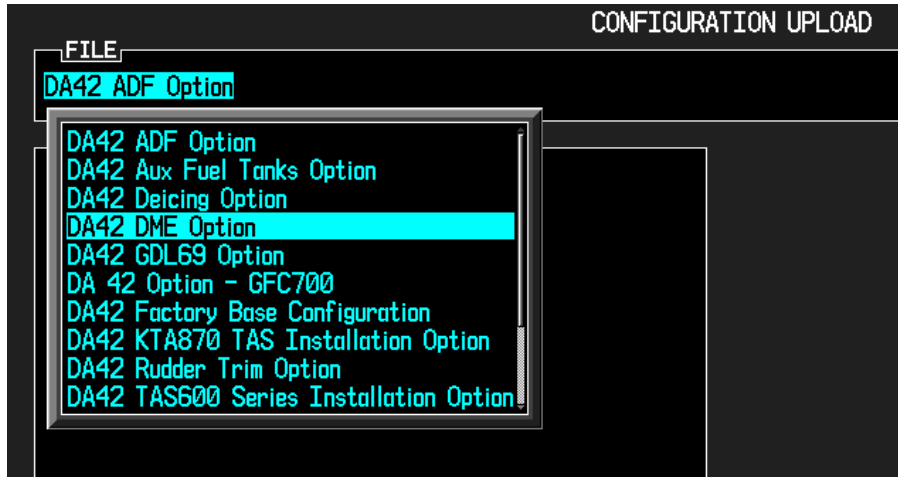 CONFIGURATION UPLOAD
FILE
DA42 ADF Option
DA42 ADF Option
DA42 Aux Fuel Tanks Option
DA42 Deicing Option
DA42 DME Option
DA42 GDL69 Option
DA 42 Option - GFC700
DA42 Factory Base Configuration
DA42 KTA870 TAS Installation Option
DA42 Rudder Trim Option
DA42 TAS600 Series Installation Option